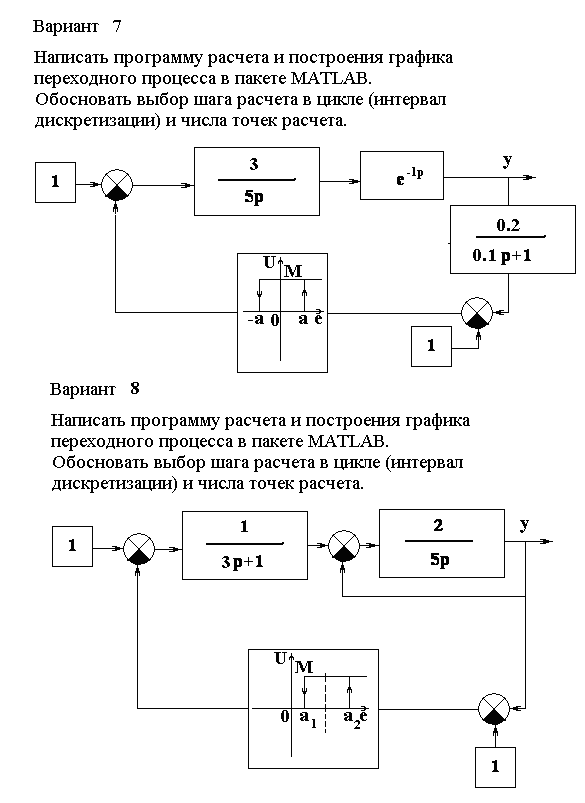 Вариант 7
Написать программу расчета и построения графика
переходного процесса в пакете MATLAB.
Обосновать выбор шага расчета в цикле (интервал
дискретизации) и числа точек расчета.
1
3
5p
e-1p
y
0.2
0.1 p+1
U
M
-a 0 a e
1
Вариант 8
Написать программу расчета и построения графика
переходного процесса в пакете MATLAB.
Обосновать выбор шага расчета в цикле (интервал
дискретизации) и числа точек расчета.
1
1
3p+1
2
5p
y
U
M
0 a1 a2 e
1